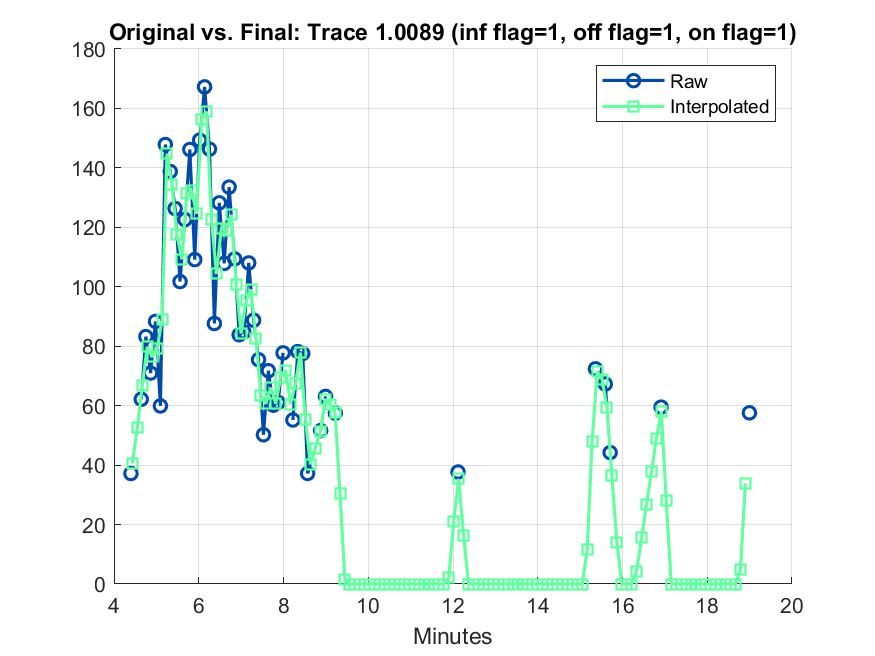 Original vs. Final: Trace 1.0089 (inf flag=1, off flag=1, on flag=1)
180
160
140
120
100
80
60
40
20
0
Raw
Interpolated
4 6 8 10 12 14 16 18 20
Minutes